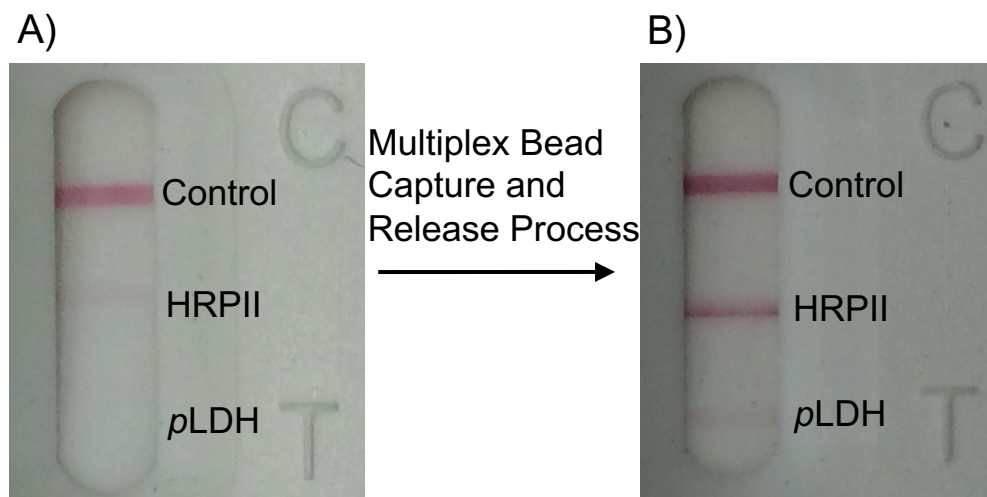 A)
B)
C
C
Multiplex Bead
Capture and
Release Process
Control
Control
HRPII
HRPII
pLDH
pLDH
T
T